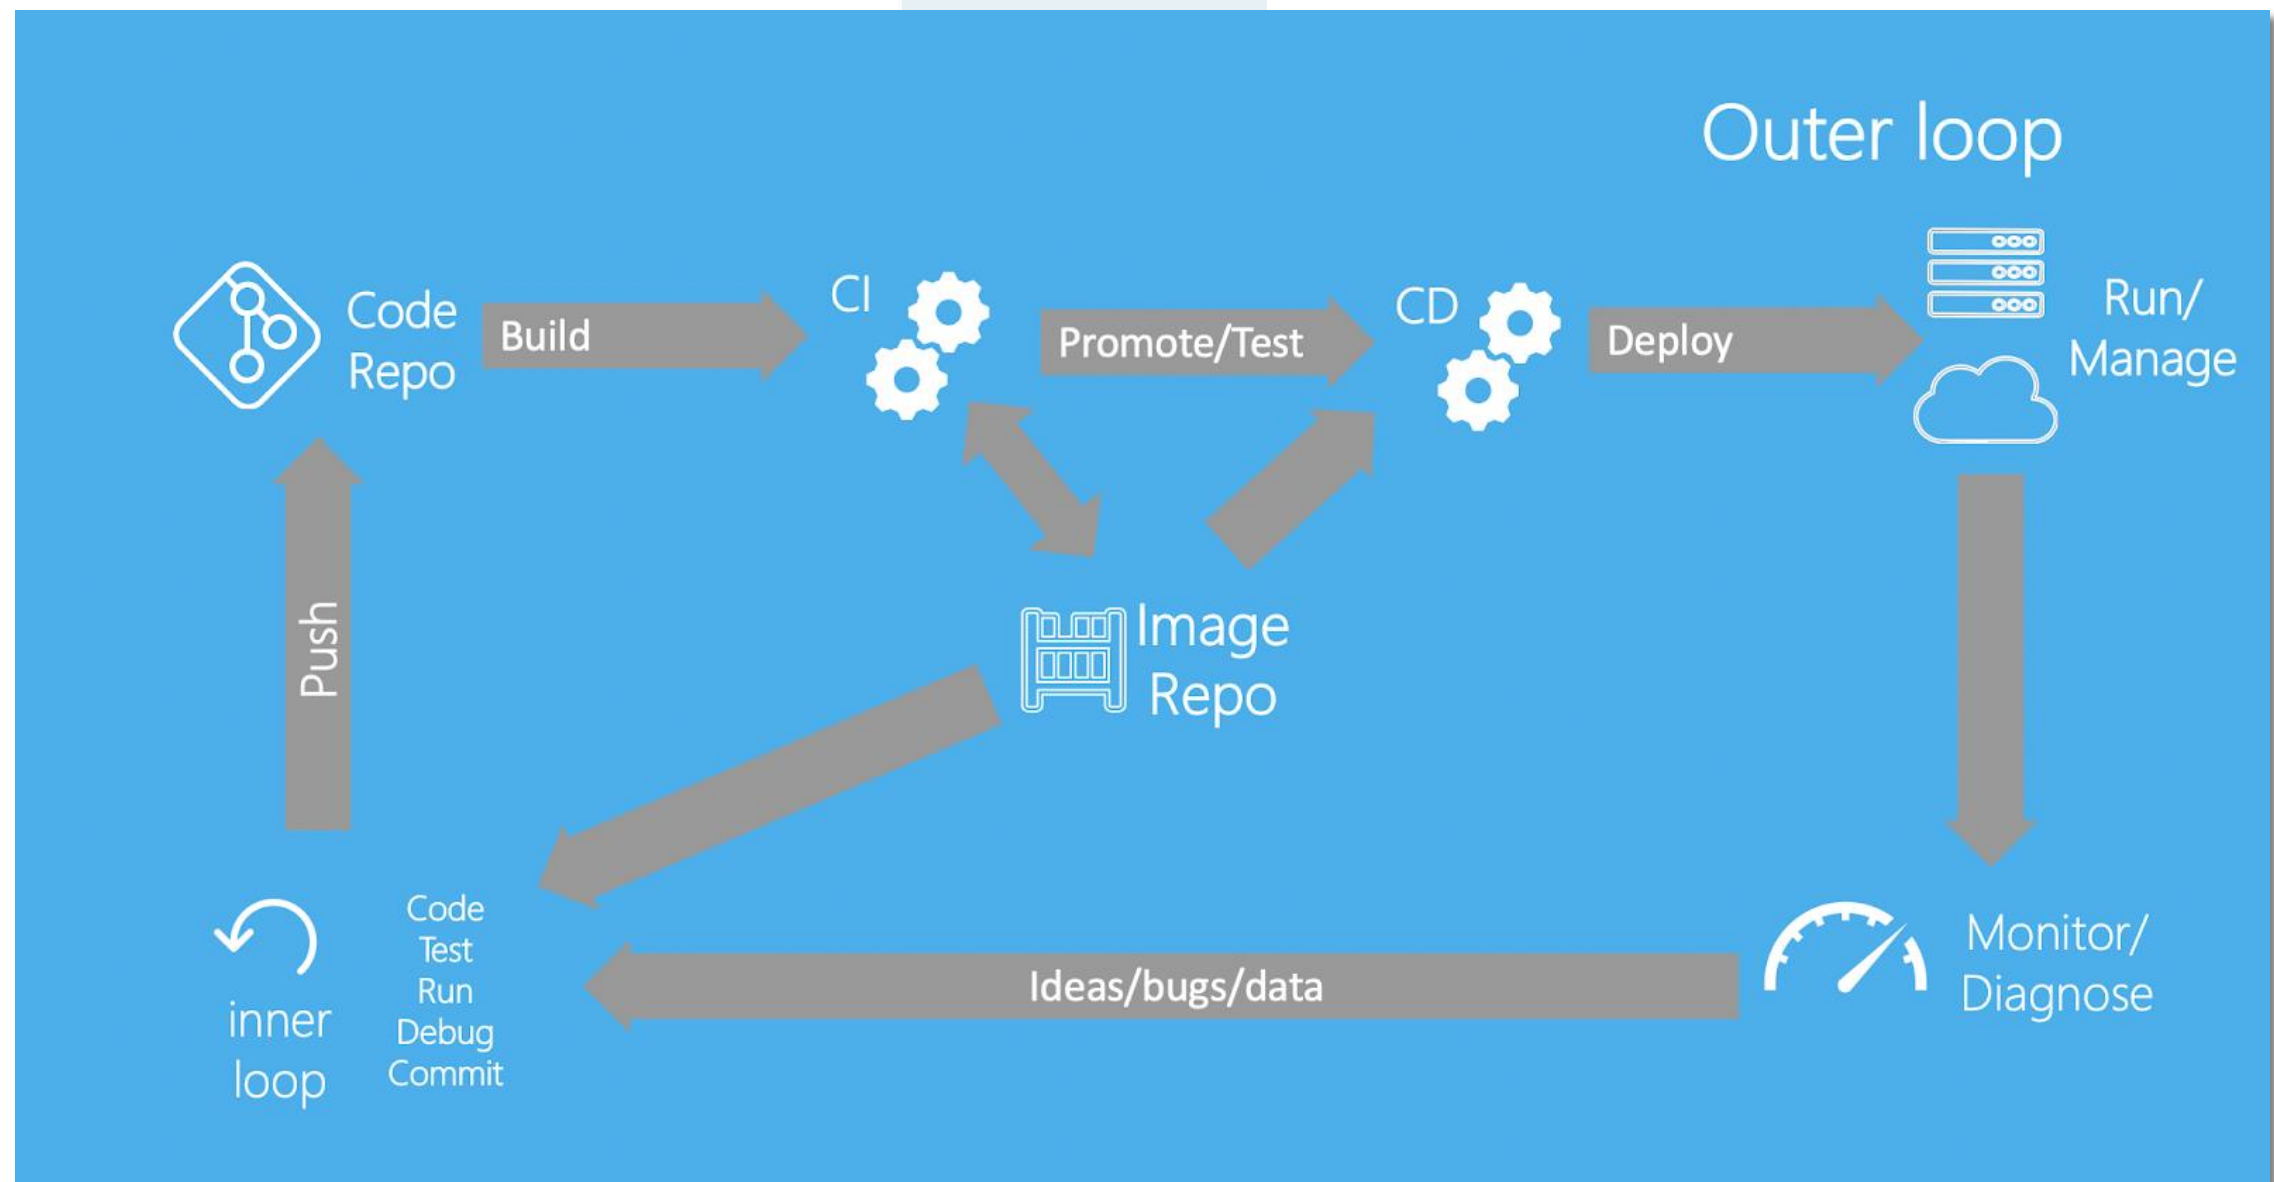 Outer loop
Code
Repo
Build
CI
Promote/Test
CD
Deploy
Run/
Manage
Push
Image
Repo
inner
loop
Code
Test
Run
Debug
Commit
Ideas/bugs/data
Monitor/
Diagnose